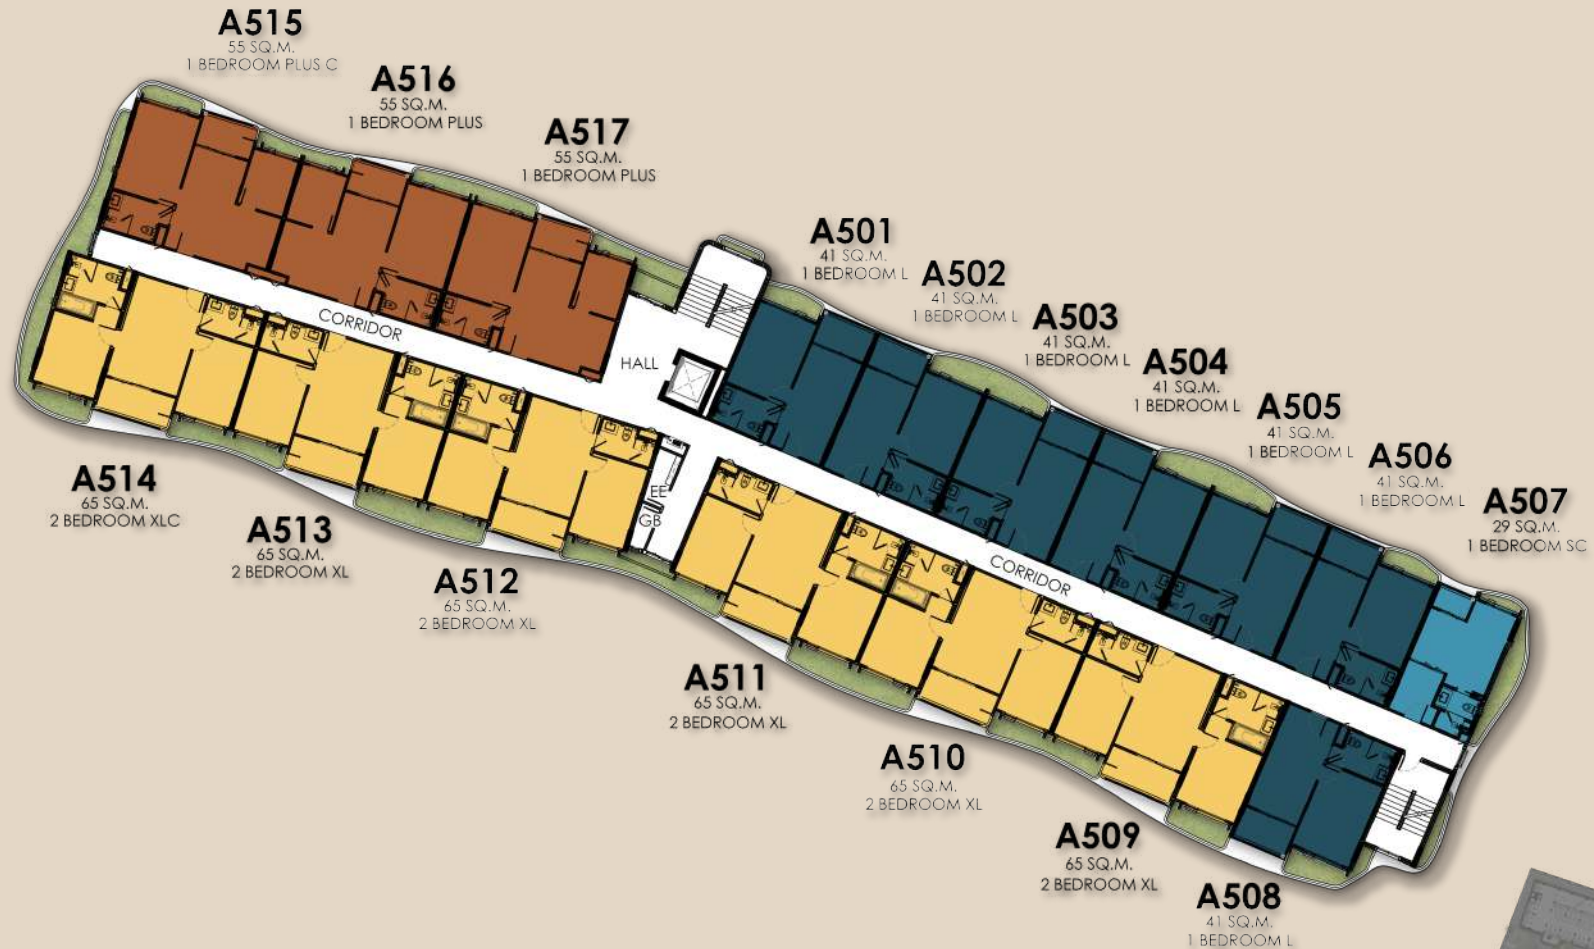 A515
55 SQ.M.
1 BEDROOM PLUS C
A516
55 SQ.M.
1 BEDROOM PLUS
A517
55 SQ.M.
1 BEDROOM PLUS
A501
41 SQ.M.
1 BEDROOM L
A502
41 SQ.M.
1 BEDROOM L
A503
41 SQ.M.
1 BEDROOM L
A504
41 SQ.M.
1 BEDROOM L
A505
41 SQ.M.
1 BEDROOM L
A506
41 SQ.M.
1 BEDROOM L
A507
29 SQ.M.
1 BEDROOM SC
CORRIDOR
HALL
EE
GB
CORRIDOR
A514
65 SQ.M.
2 BEDROOM XLC
A513
65 SQ.M.
2 BEDROOM XL
A512
65 SQ.M.
2 BEDROOM XL
A511
65 SQ.M.
2 BEDROOM XL
A510
65 SQ.M.
2 BEDROOM XL
A509
65 SQ.M.
2 BEDROOM XL
A508
41 SQ.M.
1 BEDROOM L